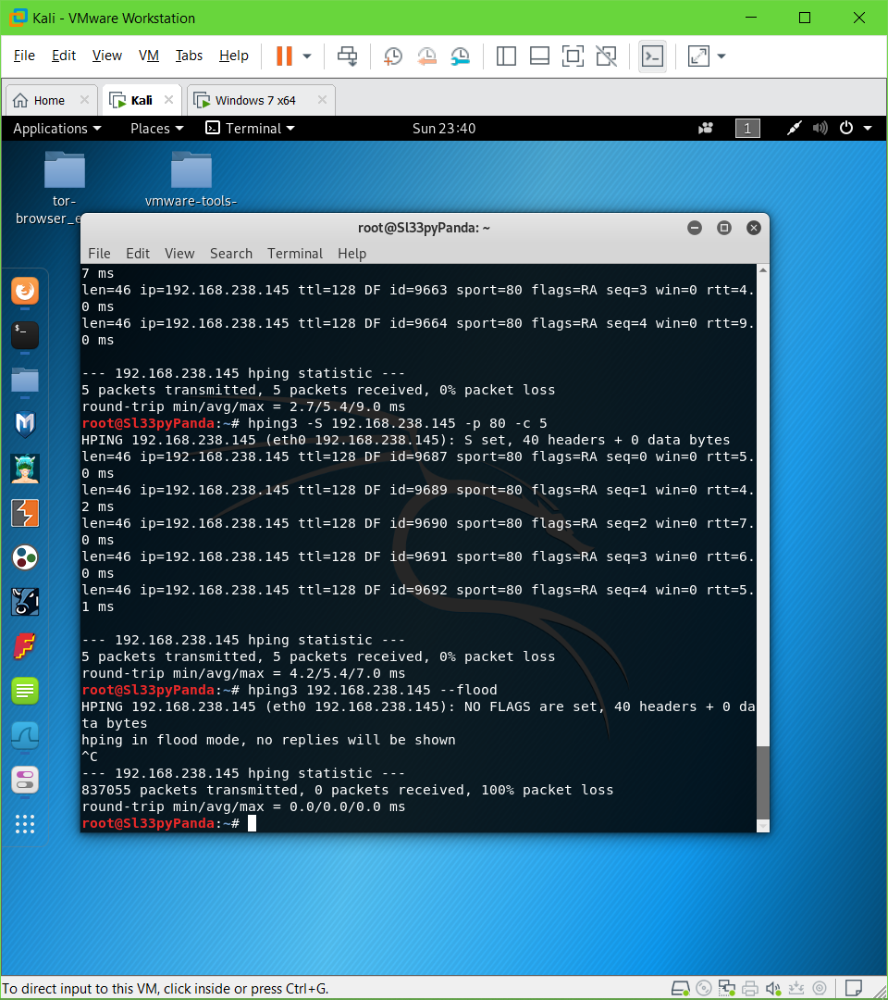 Kali - VMware Workstation
File Edit View VM Tabs Help
Home Kali Windows 7 x64
Applications Places Terminal Sun 23:40 1
tor-
browser_e
vmware-tools-
root@Sl33pyPanda: ~
File Edit View Search Terminal Help
7 ms
len=46 ip=192.168.238.145 ttl=128 DF id=9663 sport=80 flags=RA seq=3 win=0 rtt=4.
0 ms
len=46 ip=192.168.238.145 ttl=128 DF id=9664 sport=80 flags=RA seq=4 win=0 rtt=9.
0 ms
--- 192.168.238.145 hping statistic ---
5 packets transmitted, 5 packets received, 0% packet loss
round-trip min/avg/max = 2.7/5.4/9.0 ms
root@Sl33pyPanda:~# hping3 -S 192.168.238.145 -p 80 -c 5
HPING 192.168.238.145 (eth0 192.168.238.145): S set, 40 headers + 0 data bytes
len=46 ip=192.168.238.145 ttl=128 DF id=9687 sport=80 flags=RA seq=0 win=0 rtt=5.
0 ms
len=46 ip=192.168.238.145 ttl=128 DF id=9689 sport=80 flags=RA seq=1 win=0 rtt=4.
2 ms
len=46 ip=192.168.238.145 ttl=128 DF id=9690 sport=80 flags=RA seq=2 win=0 rtt=7.
0 ms
len=46 ip=192.168.238.145 ttl=128 DF id=9691 sport=80 flags=RA seq=3 win=0 rtt=6.
0 ms
len=46 ip=192.168.238.145 ttl=128 DF id=9692 sport=80 flags=RA seq=4 win=0 rtt=5.
1 ms
--- 192.168.238.145 hping statistic ---
5 packets transmitted, 5 packets received, 0% packet loss
round-trip min/avg/max = 4.2/5.4/7.0 ms
root@Sl33pyPanda:~# hping3 192.168.238.145 --flood
HPING 192.168.238.145 (eth0 192.168.238.145): NO FLAGS are set, 40 headers + 0 da
ta bytes
hping in flood mode, no replies will be shown
^C
--- 192.168.238.145 hping statistic ---
837055 packets transmitted, 0 packets received, 100% packet loss
round-trip min/avg/max = 0.0/0.0/0.0 ms
root@Sl33pyPanda:~#
To direct input to this VM, click inside or press Ctrl+G.